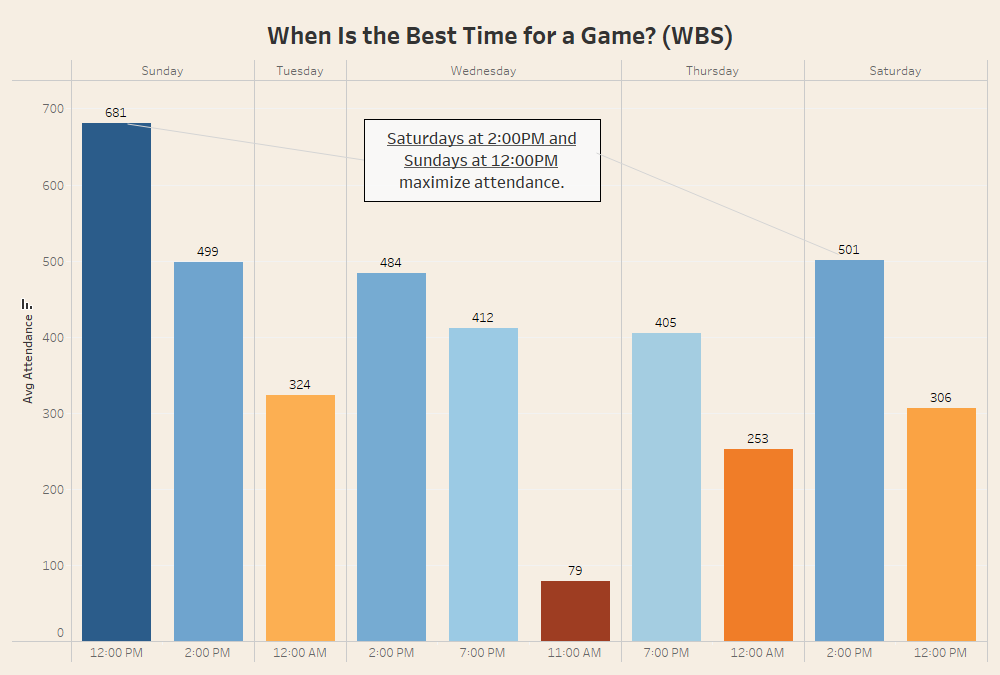 When Is the Best Time for a Game? (WBS)
Sunday Tuesday Wednesday Thursday Saturday
700
681
Saturdays at 2:00PM and
Sundays at 12:00PM
maximize attendance.
600
500
499
484
501
412
400
405
324
306
300
253
200
100
79
0
Avg Attendance
12:00 PM 2:00 PM 12:00 AM 2:00 PM 7:00 PM 11:00 AM 7:00 PM 12:00 AM 2:00 PM 12:00 PM